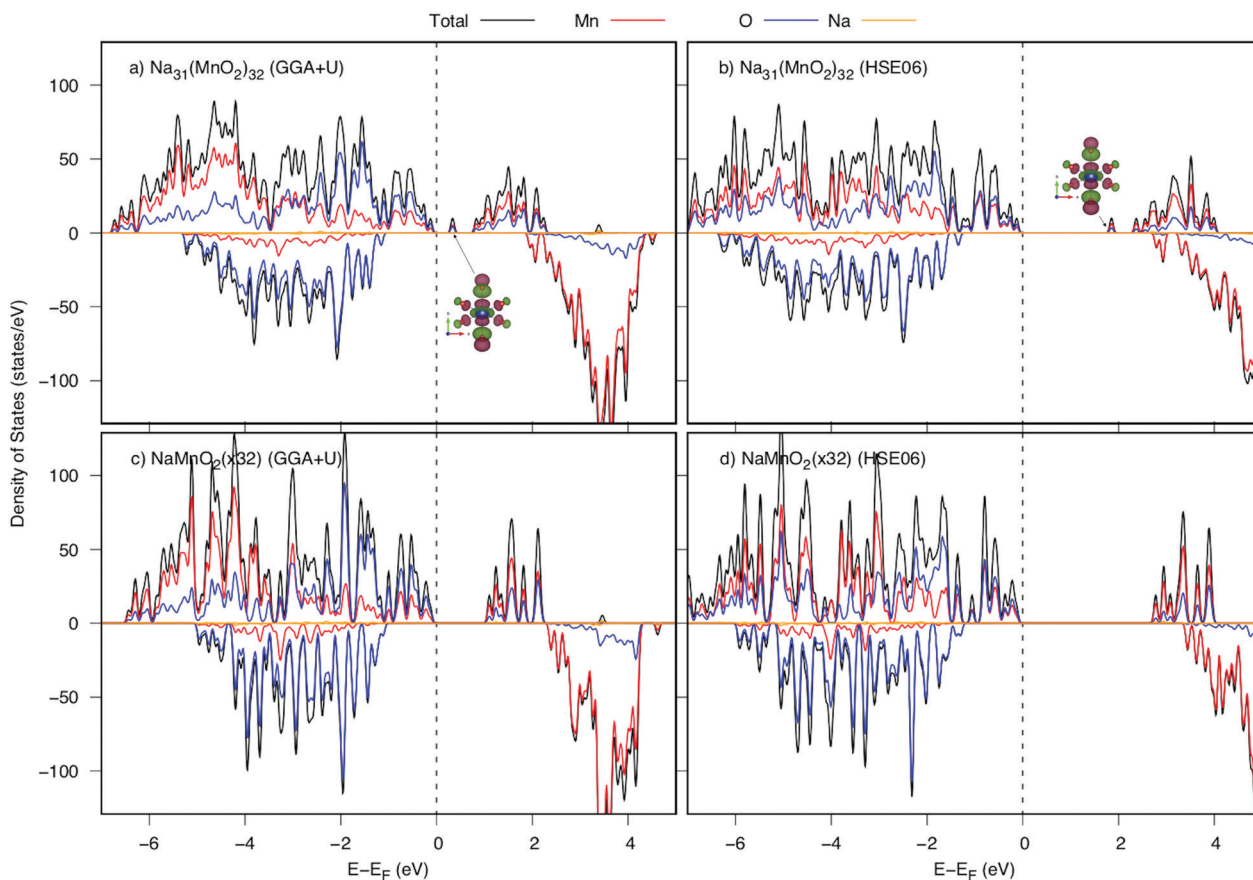 Total Mn O Na
a) Na31(MnO2)32 (GGA+U)
b) Na31(MnO2)32 (HSE06)
100
50
0
−50
−100
c) NaMnO2(x32) (GGA+U)
d) NaMnO2(x32) (HSE06)
100
50
0
−50
−100
Density of States (states/eV)
−6 −4 −2 0 2 4
−6 −4 −2 0 2 4
E−EF (eV)
E−EF (eV)